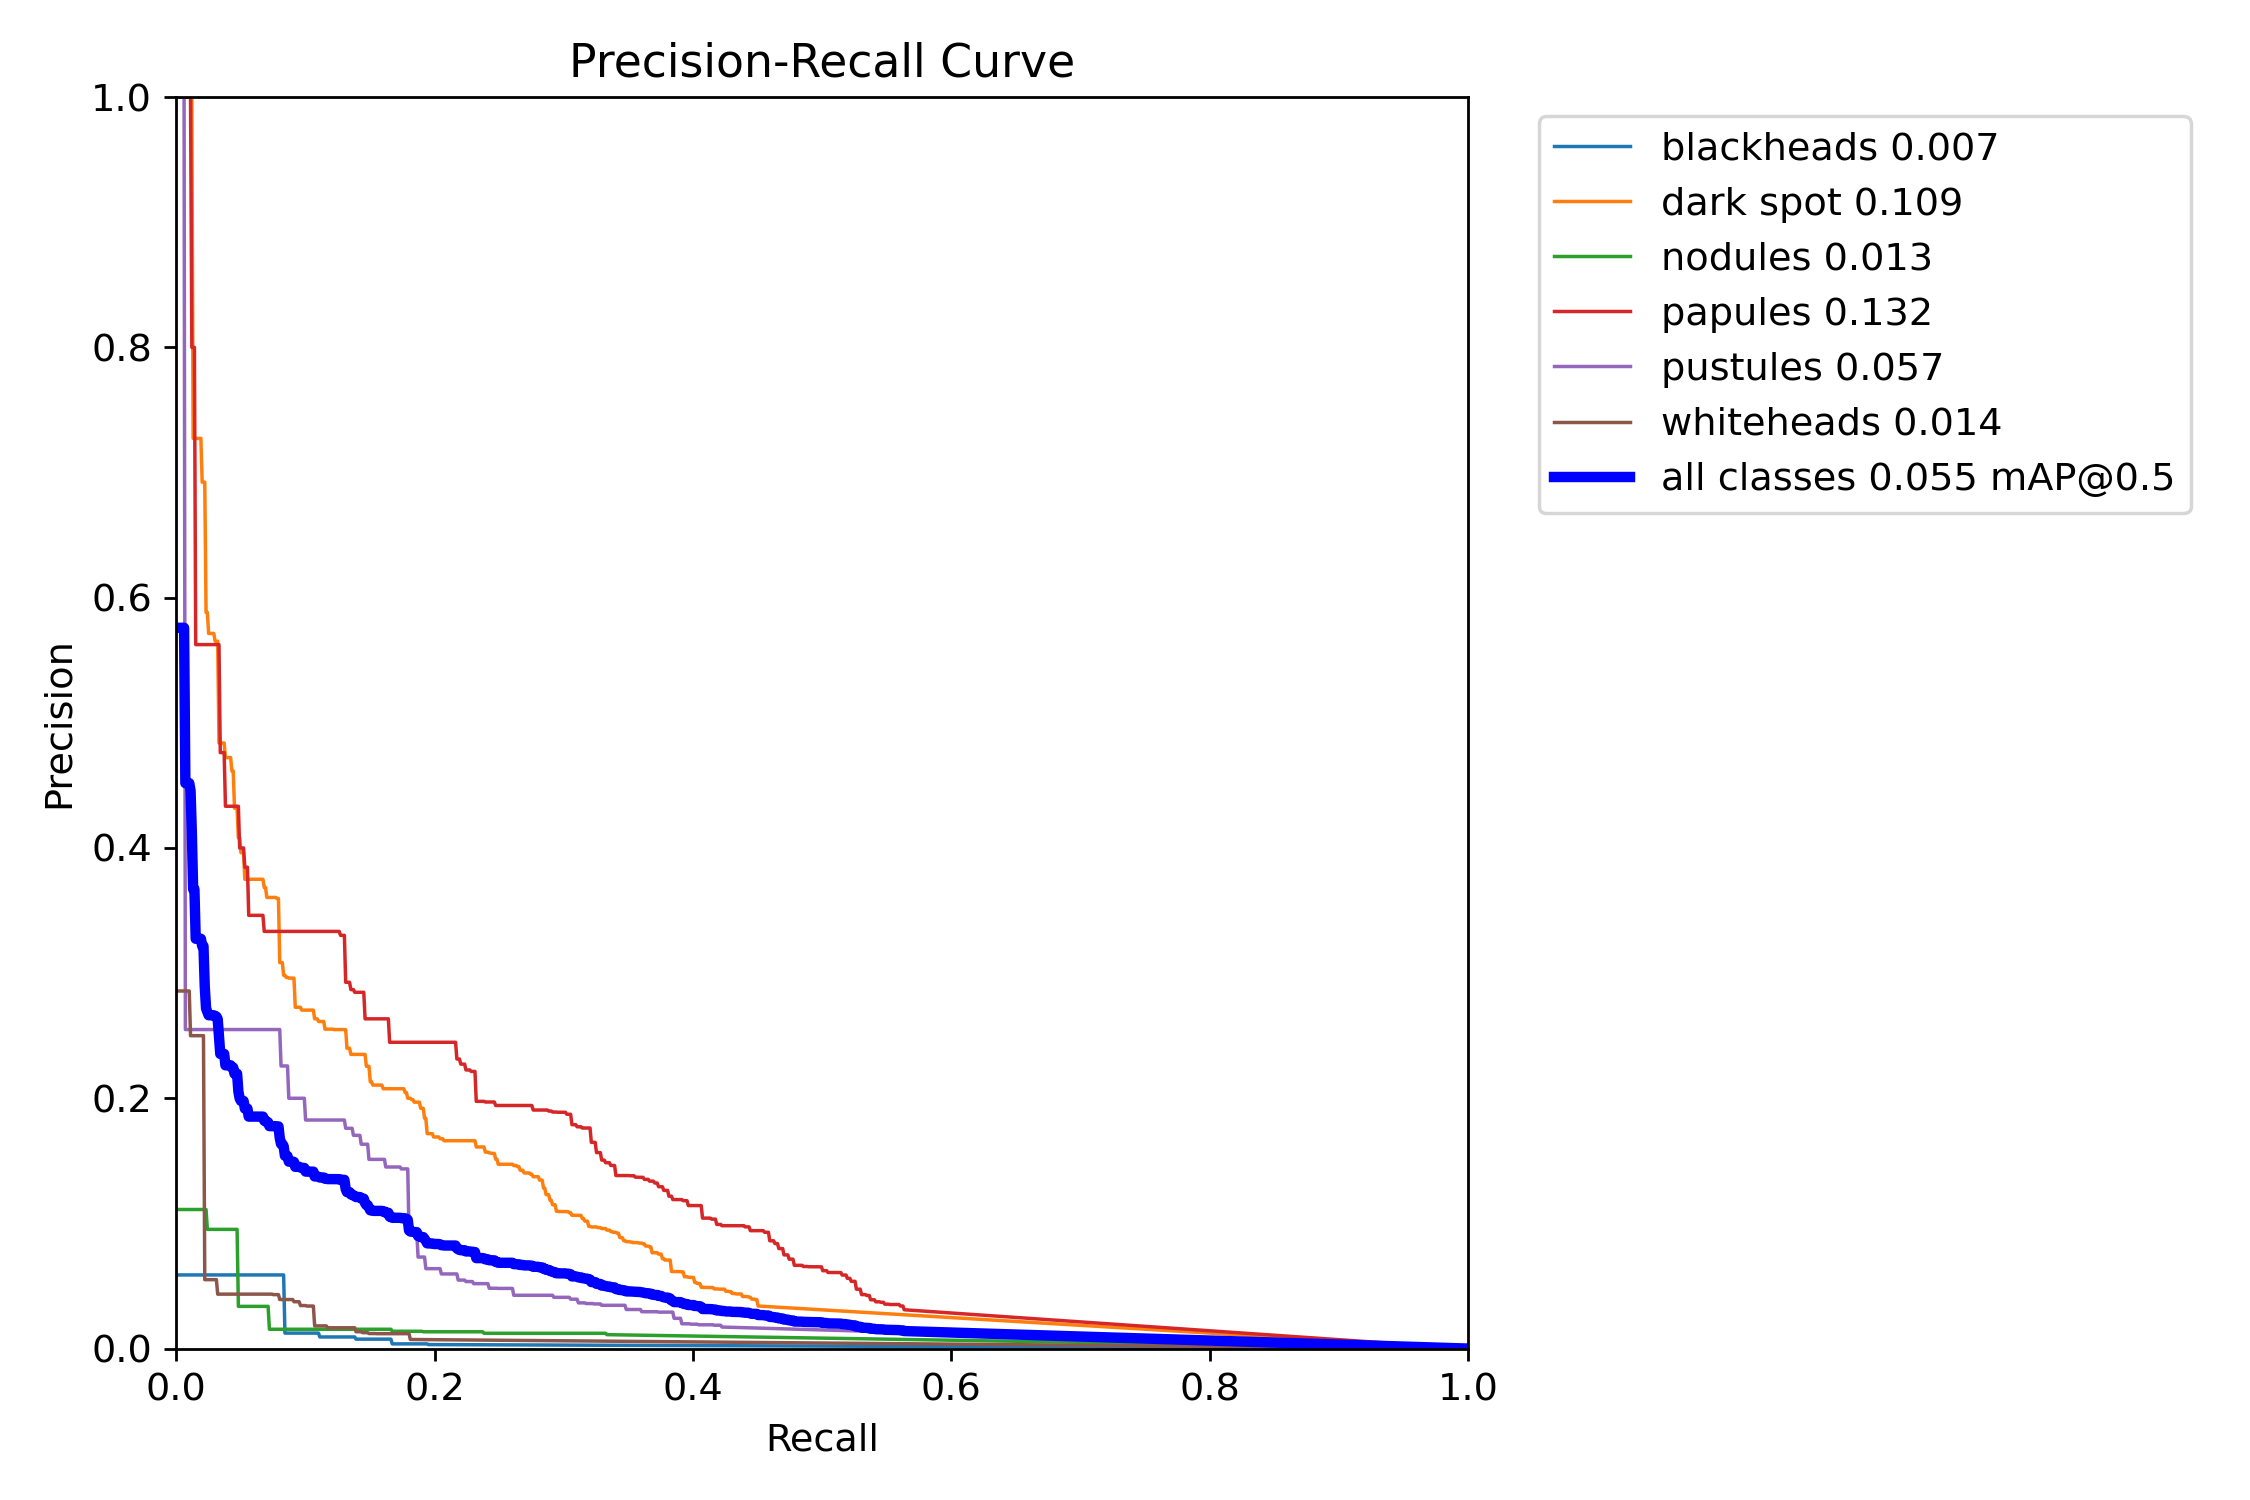 Precision-Recall Curve
1.0
0.8
0.6
0.4
0.2
0.0
Precision
0.0 0.2 0.4 0.6 0.8 1.0
Recall
blackheads 0.007
dark spot 0.109
nodules 0.013
papules 0.132
pustules 0.057
whiteheads 0.014
all classes 0.055 mAP@0.5